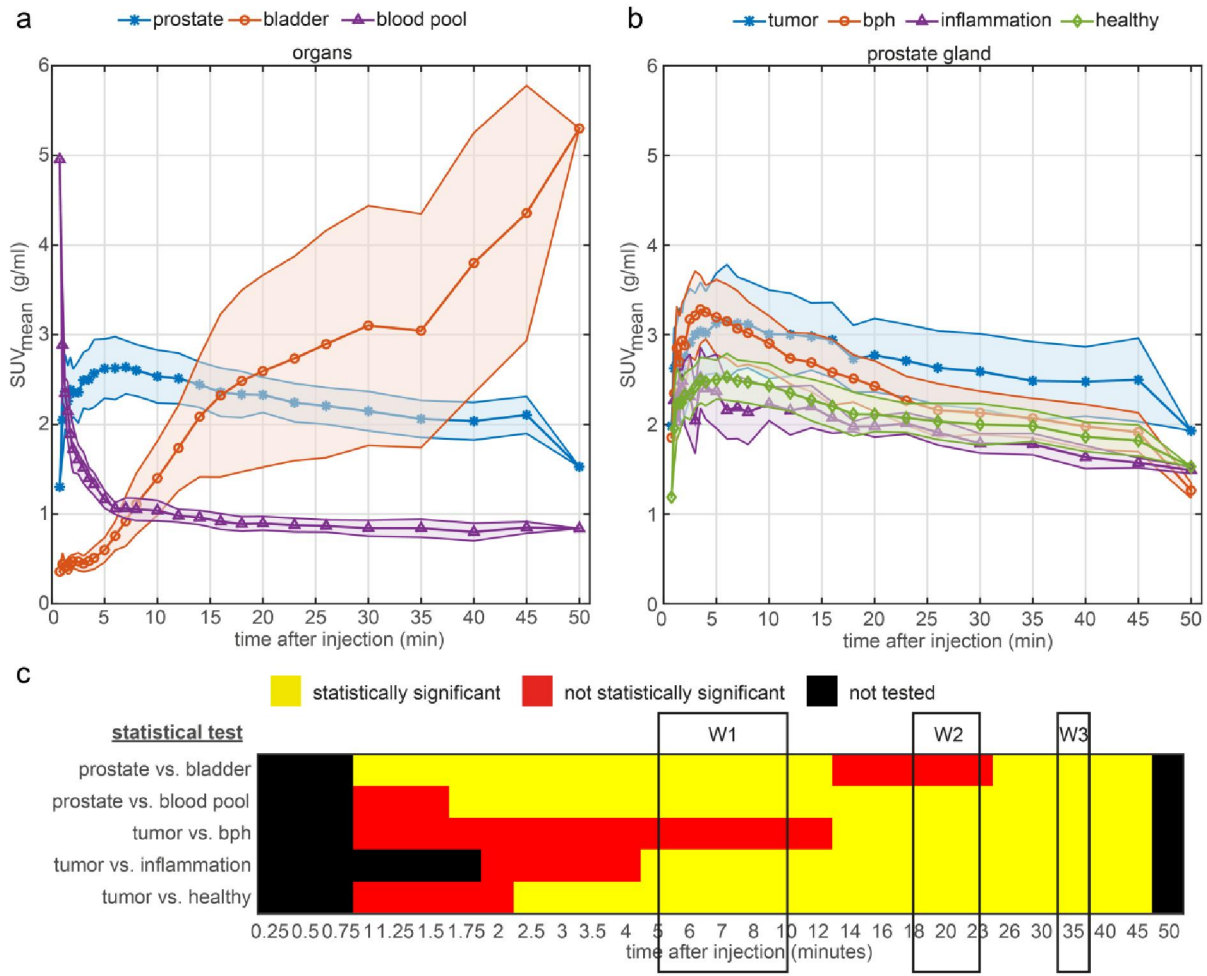 a
prostate bladder blood pool
organs
6
5
4
3
2
1
0
SUVmean (g/ml)
5 10 15 20 25 30 35 40 45 50
time after injection (min)
b
tumor bph inflammation healthy
prostate gland
6
5
4
3
2
1
0
SUVmean (g/ml)
5 10 15 20 25 30 35 40 45 50
time after injection (min)
c
statistically significant not statistically significant not tested
statistical test
W1 W2 W3
prostate vs. bladder
prostate vs. blood pool
tumor vs. bph
tumor vs. inflammation
tumor vs. healthy
0.25 0.5 0.75 1 1.25 1.5 1.75 2 2.5 3 3.5 4 5 6 7 8 10 12 14 16 18 20 23 26 30 35 40 45 50
time after injection (minutes)